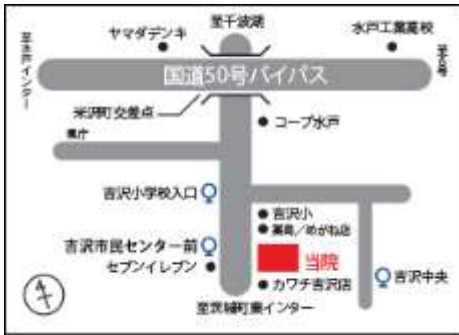 至千波湖
ヤマダデンキ
水戸工業高校
至水戸インター
国道50号バイパス
米沢町交差点
コープ水戸
県庁
吉沢小学校入口
吉沢小
薬局/めがね店
吉沢市民センター前
セブンイレブン
当院
カワチ吉沢店
吉沢中央
至茨城町東インター